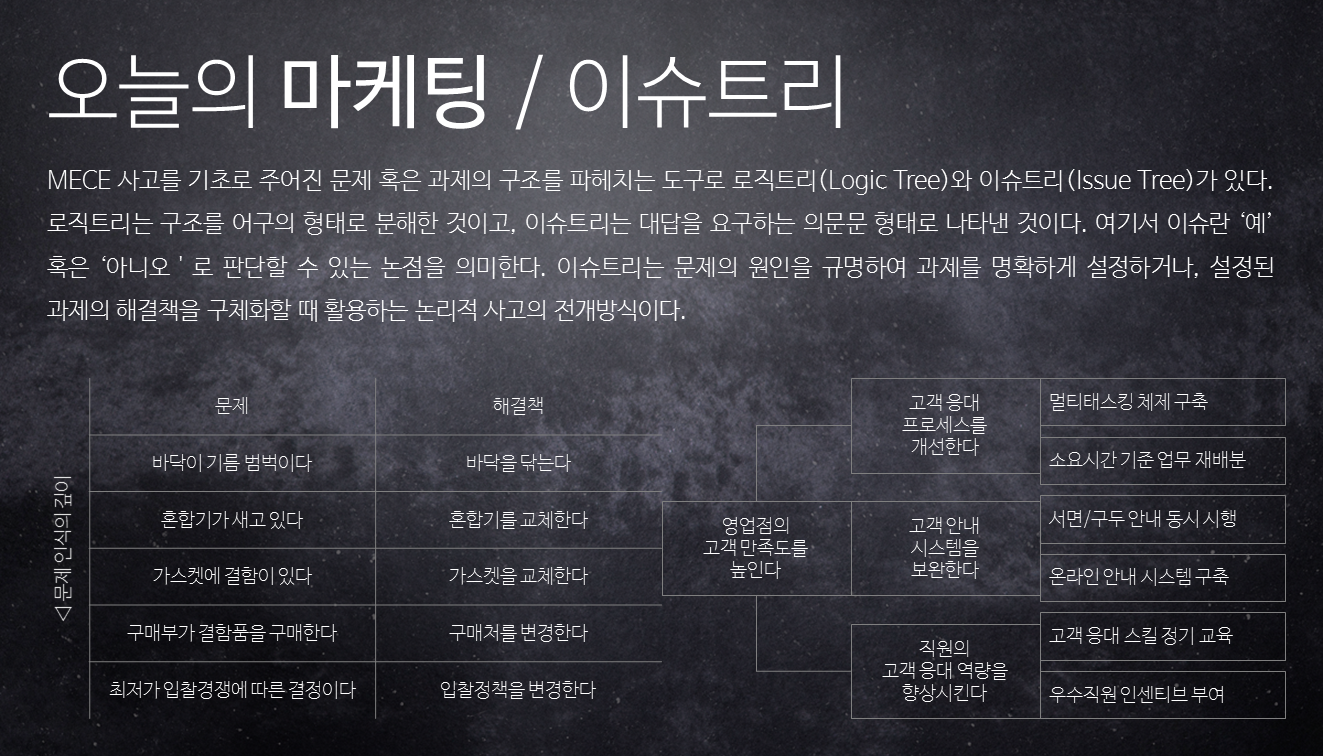 오늘의 마케팅 / 이슈트리
MECE 사고를 기초로 주어진 문제 혹은 과제의 구조를 파헤치는 도구로 로직트리(Logic Tree)와 이슈트리(Issue Tree)가 있다.
로직트리는 구조를 어구의 형태로 분해한 것이고, 이슈트리는 대답을 요구하는 의문문 형태로 나타낸 것이다. 여기서 이슈란 ‘예’
혹은 ‘아니오 ' 로 판단할 수 있는 논점을 의미한다. 이슈트리는 문제의 원인을 규명하여 과제를 명확하게 설정하거나, 설정된
과제의 해결책을 구체화할 때 활용하는 논리적 사고의 전개방식이다.
◁ 문제 인식의 깊이
문제 해결책
바닥이 기름 범벅이다 바닥을 닦는다
혼합기가 새고 있다 혼합기를 교체한다
가스켓에 결함이 있다 가스켓을 교체한다
구매부가 결함품을 구매한다 구매처를 변경한다
최저가 입찰경쟁에 따른 결정이다 입찰정책을 변경한다
영업점의
고객 만족도를
높인다
고객 응대
프로세스를
개선한다
멀티태스킹 체제 구축
소요시간 기준 업무 재배분
고객 안내
시스템을
보완한다
서면/구두 안내 동시 시행
온라인 안내 시스템 구축
직원의
고객 응대 역량을
향상시킨다
고객 응대 스킬 정기 교육
우수직원 인센티브 부여